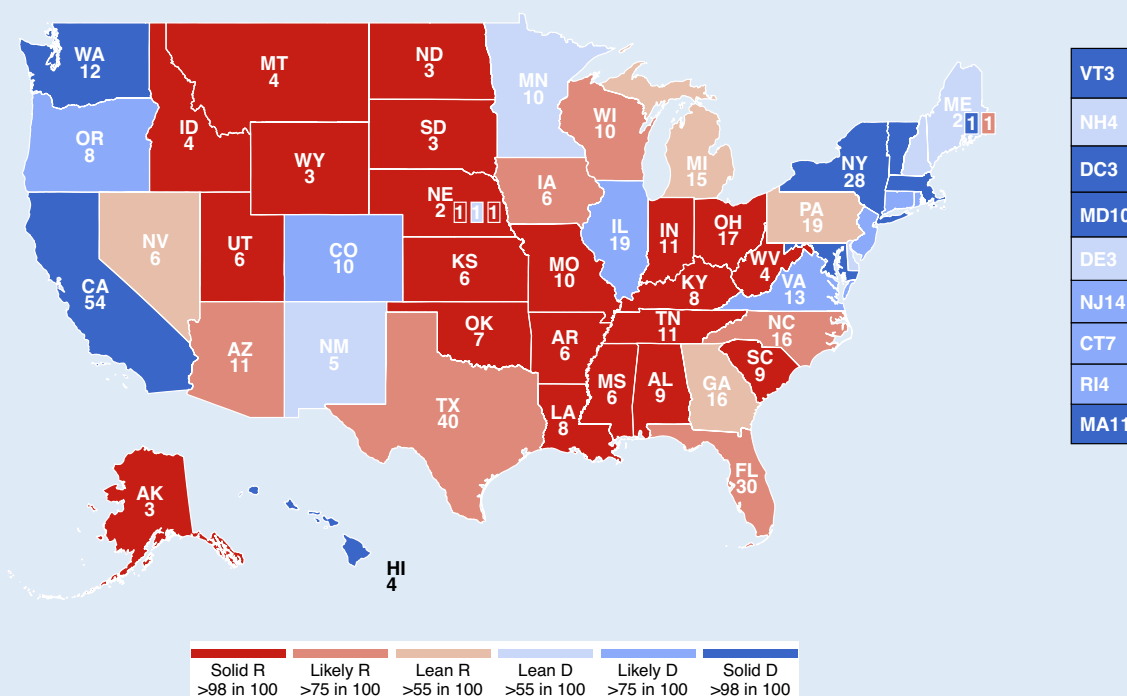 WA
12
MT
4
ND
3
MN
10
VT3
OR
8
ID
4
SD
3
WI
10
ME
2 1 1
NH4
WY
3
MI
15
NY
28
DC3
NE
2 1 1 1
IA
6
PA
19
MD10
NV
6
UT
6
CO
10
IL
19
IN
11
OH
17
DE3
CA
54
KS
6
MO
10
WV
4
VA
13
NJ14
KY
8
CT7
AZ
11
NM
5
OK
7
AR
6
TN
11
NC
16
RI4
TX
40
LA
8
MS
6
AL
9
GA
16
SC
9
MA11
AK
3
FL
30
HI
4
Solid R
>98 in 100
Likely R
>75 in 100
Lean R
>55 in 100
Lean D
>55 in 100
Likely D
>75 in 100
Solid D
>98 in 100